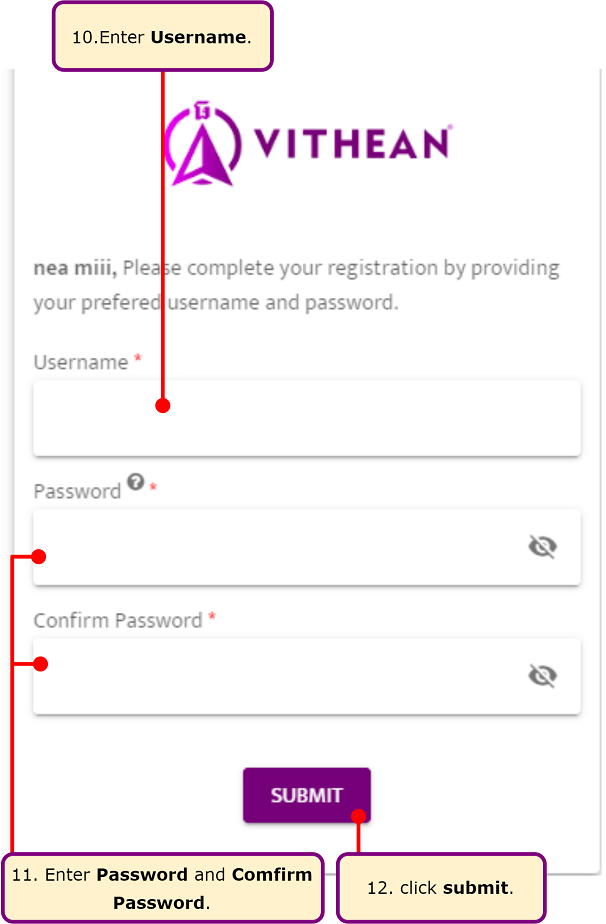 10.Enter Username.
VITHEAN®
nea miii, Please complete your registration by providing
your prefered username and password.
Username *
Password ? *
Confirm Password *
SUBMIT
11. Enter Password and Comfirm
Password.
12. click submit.